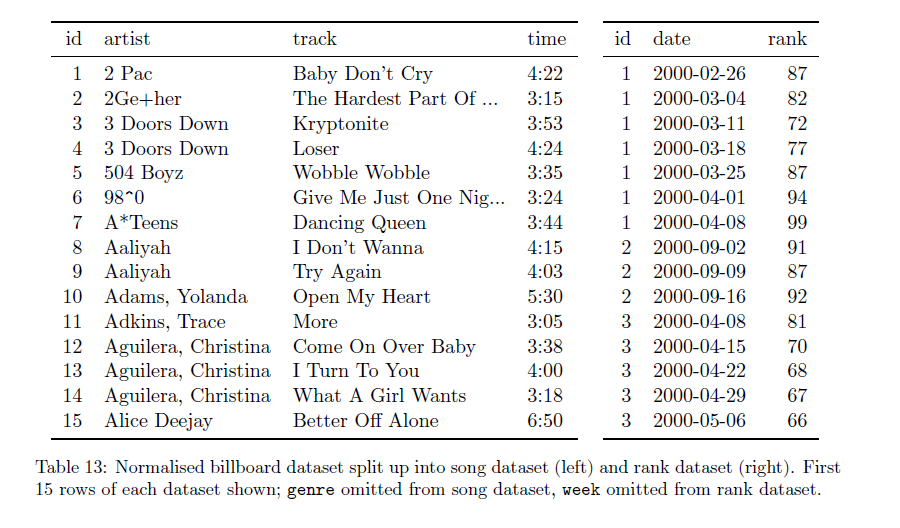 id artist track time
1 2 Pac Baby Don't Cry 4:22
2 2Ge+her The Hardest Part Of ... 3:15
3 3 Doors Down Kryptonite 3:53
4 3 Doors Down Loser 4:24
5 504 Boyz Wobble Wobble 3:35
6 98^0 Give Me Just One Nig... 3:24
7 A*Teens Dancing Queen 3:44
8 Aaliyah I Don't Wanna 4:15
9 Aaliyah Try Again 4:03
10 Adams, Yolanda Open My Heart 5:30
11 Adkins, Trace More 3:05
12 Aguilera, Christina Come On Over Baby 3:38
13 Aguilera, Christina I Turn To You 4:00
14 Aguilera, Christina What A Girl Wants 3:18
15 Alice Deejay Better Off Alone 6:50
id date rank
1 2000-02-26 87
1 2000-03-04 82
1 2000-03-11 72
1 2000-03-18 77
1 2000-03-25 87
1 2000-04-01 94
1 2000-04-08 99
2 2000-09-02 91
2 2000-09-09 87
2 2000-09-16 92
3 2000-04-08 81
3 2000-04-15 70
3 2000-04-22 68
3 2000-04-29 67
3 2000-05-06 66
Table 13: Normalised billboard dataset split up into song dataset (left) and rank dataset (right). First
15 rows of each dataset shown; genre omitted from song dataset, week omitted from rank dataset.